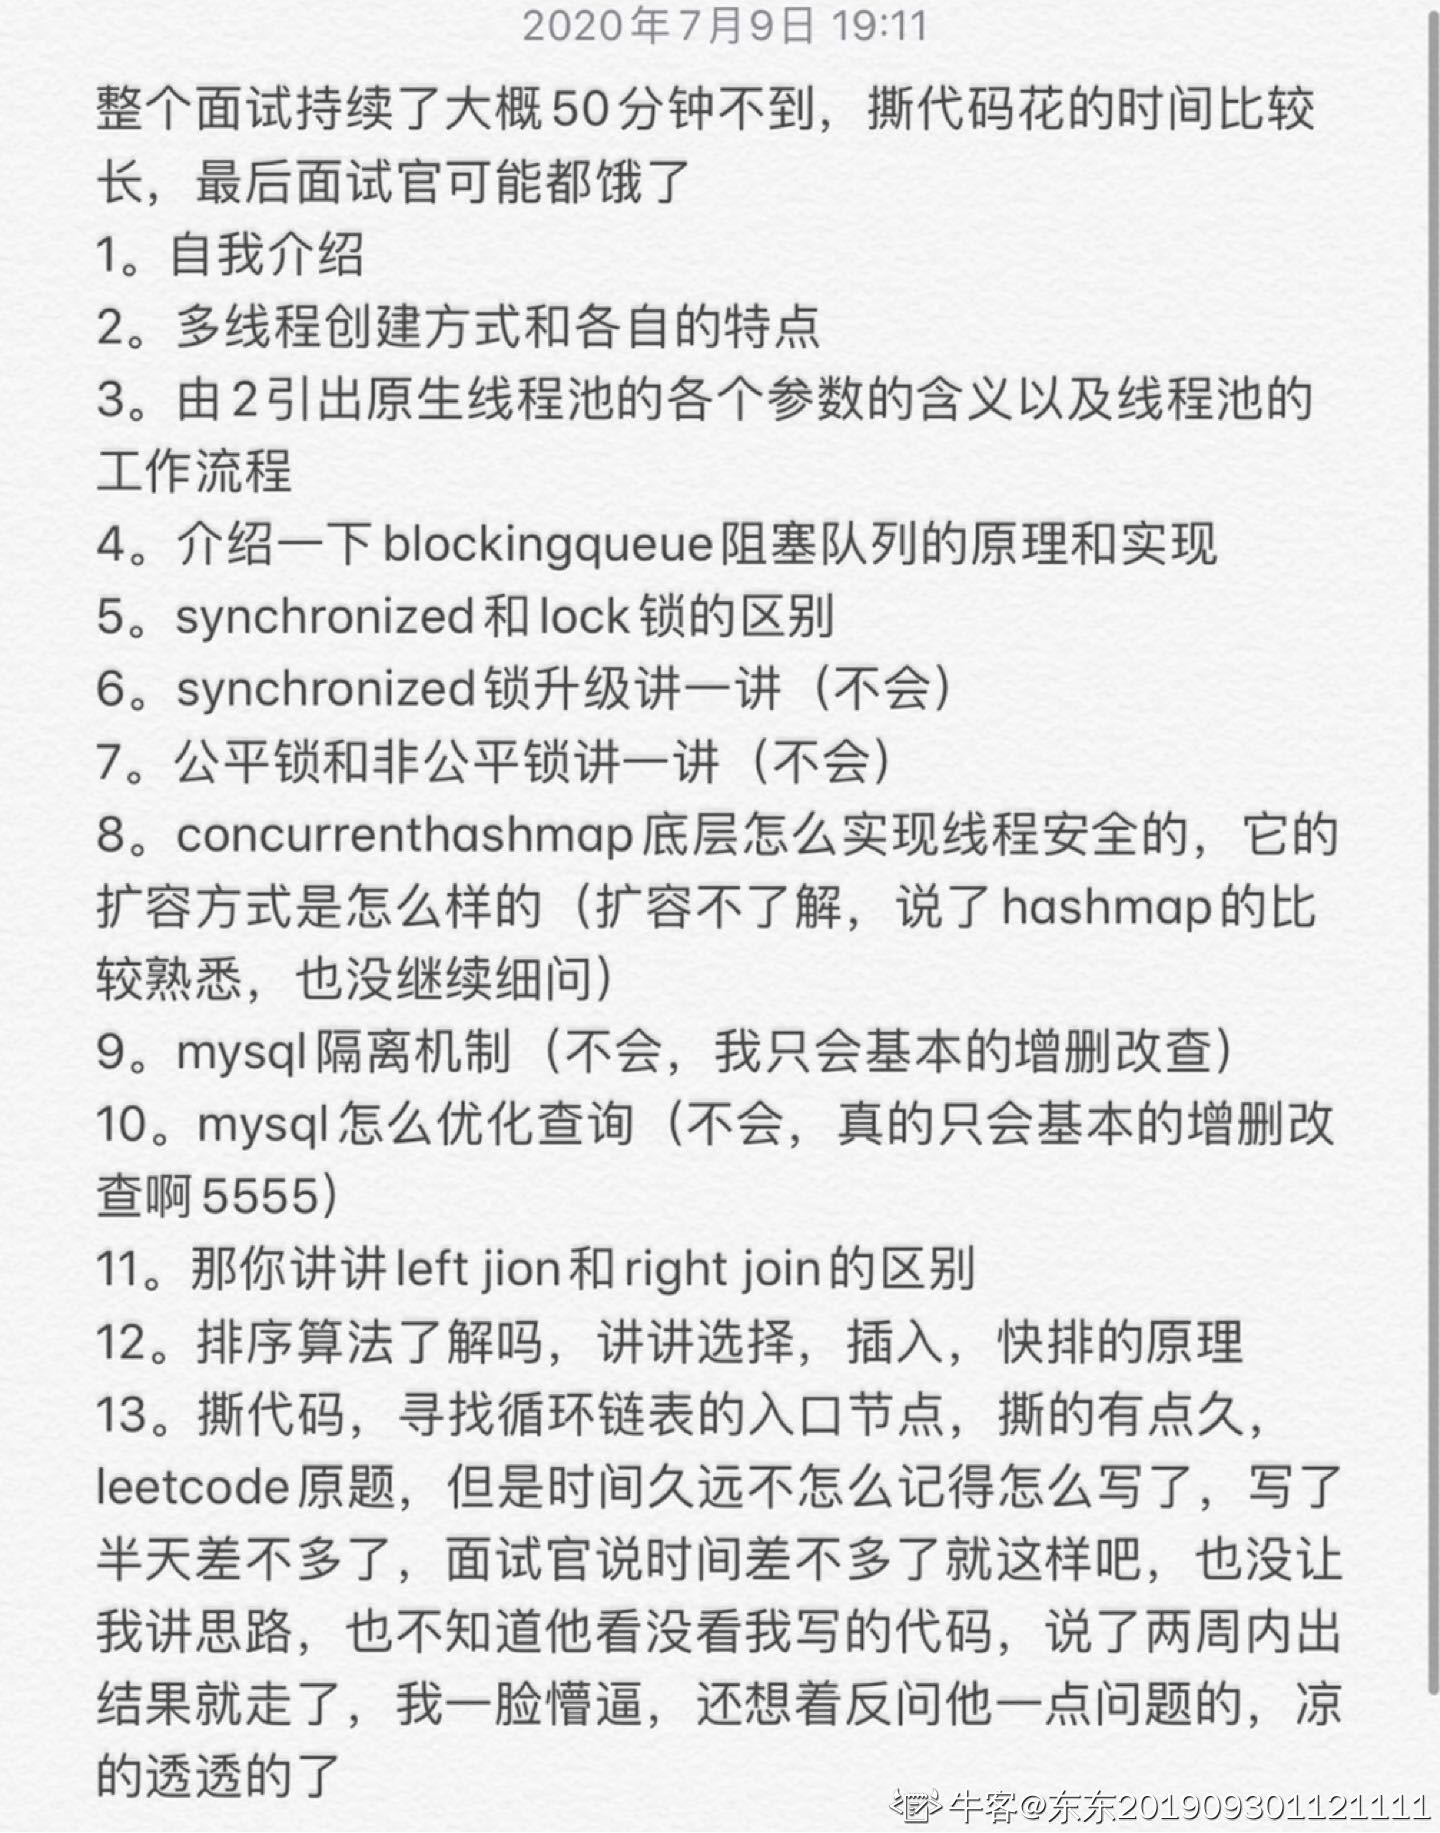 2020年7月9日 19:11
整个面试持续了大概50分钟不到，撕代码花的时间比较
长，最后面试官可能都饿了
1。自我介绍
2。多线程创建方式和各自的特点
3。由2引出原生线程池的各个参数的含义以及线程池的
工作流程
4。介绍一下blockingqueue阻塞队列的原理和实现
5。synchronized和lock锁的区别
6。synchronized锁升级讲一讲（不会）
7。公平锁和非公平锁讲一讲（不会）
8。concurrenthashmap底层怎么实现线程安全的，它的
扩容方式是怎么样的（扩容不了解，说了hashmap的比
较熟悉，也没继续细问）
9。mysql隔离机制（不会，我只会基本的增删改查）
10。mysql怎么优化查询（不会，真的只会基本的增删改
查啊5555）
11。那你讲讲left jion和right join的区别
12。排序算法了解吗，讲讲选择，插入，快排的原理
13。撕代码，寻找循环链表的入口节点，撕的有点久，
leetcode原题，但是时间久远不怎么记得怎么写了，写了
半天差不多了，面试官说时间差不多了就这样吧，也没让
我讲思路，也不知道他看没看我写的代码，说了两周内出
结果就走了，我一脸懵逼，还想着反问他一点问题的，凉
的透透的了
牛客@东东201909301121111